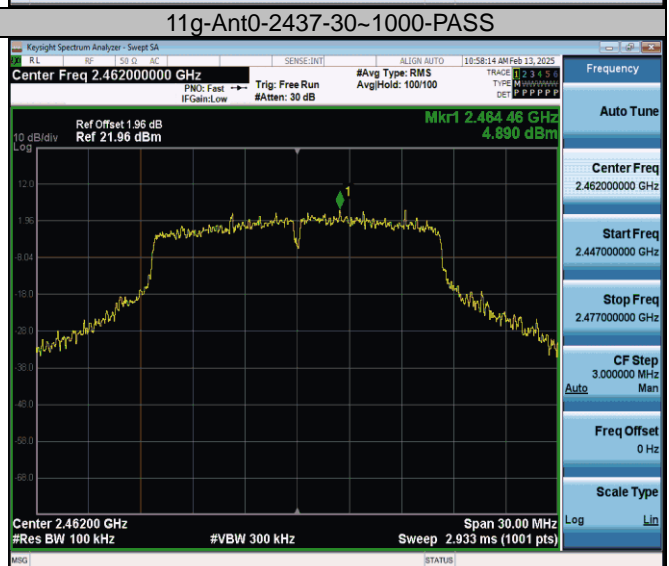 11g-Ant0-2437-30~1000-PASS
Keysight Spectrum Analyzer - Swept SA
RL RF 50 Ω AC SENSE:INT ALIGN AUTO 10:58:14 AM Feb 13, 2025
Center Freq 2.462000000 GHz
PNO: Fast
IFGain:Low
Trig: Free Run
#Atten: 30 dB
#Avg Type: RMS
Avg|Hold: 100/100
TRACE 1 2 3 4 5 6
TYPE M WWWWW
DET P P P P P P
Ref Offset 1.96 dB
Ref 21.96 dBm
10 dB/div
Log
Mkr1 2.464 46 GHz
4.890 dBm
1
12.0
1.96
-8.04
-18.0
-28.0
-38.0
-48.0
-58.0
-68.0
Center 2.46200 GHz
#Res BW 100 kHz
#VBW 300 kHz
Span 30.00 MHz
Sweep 2.933 ms (1001 pts)
MSG
STATUS
Frequency
Auto Tune
Center Freq
2.462000000 GHz
Start Freq
2.447000000 GHz
Stop Freq
2.477000000 GHz
CF Step
3.000000 MHz
Auto Man
Freq Offset
0 Hz
Scale Type
Log Lin